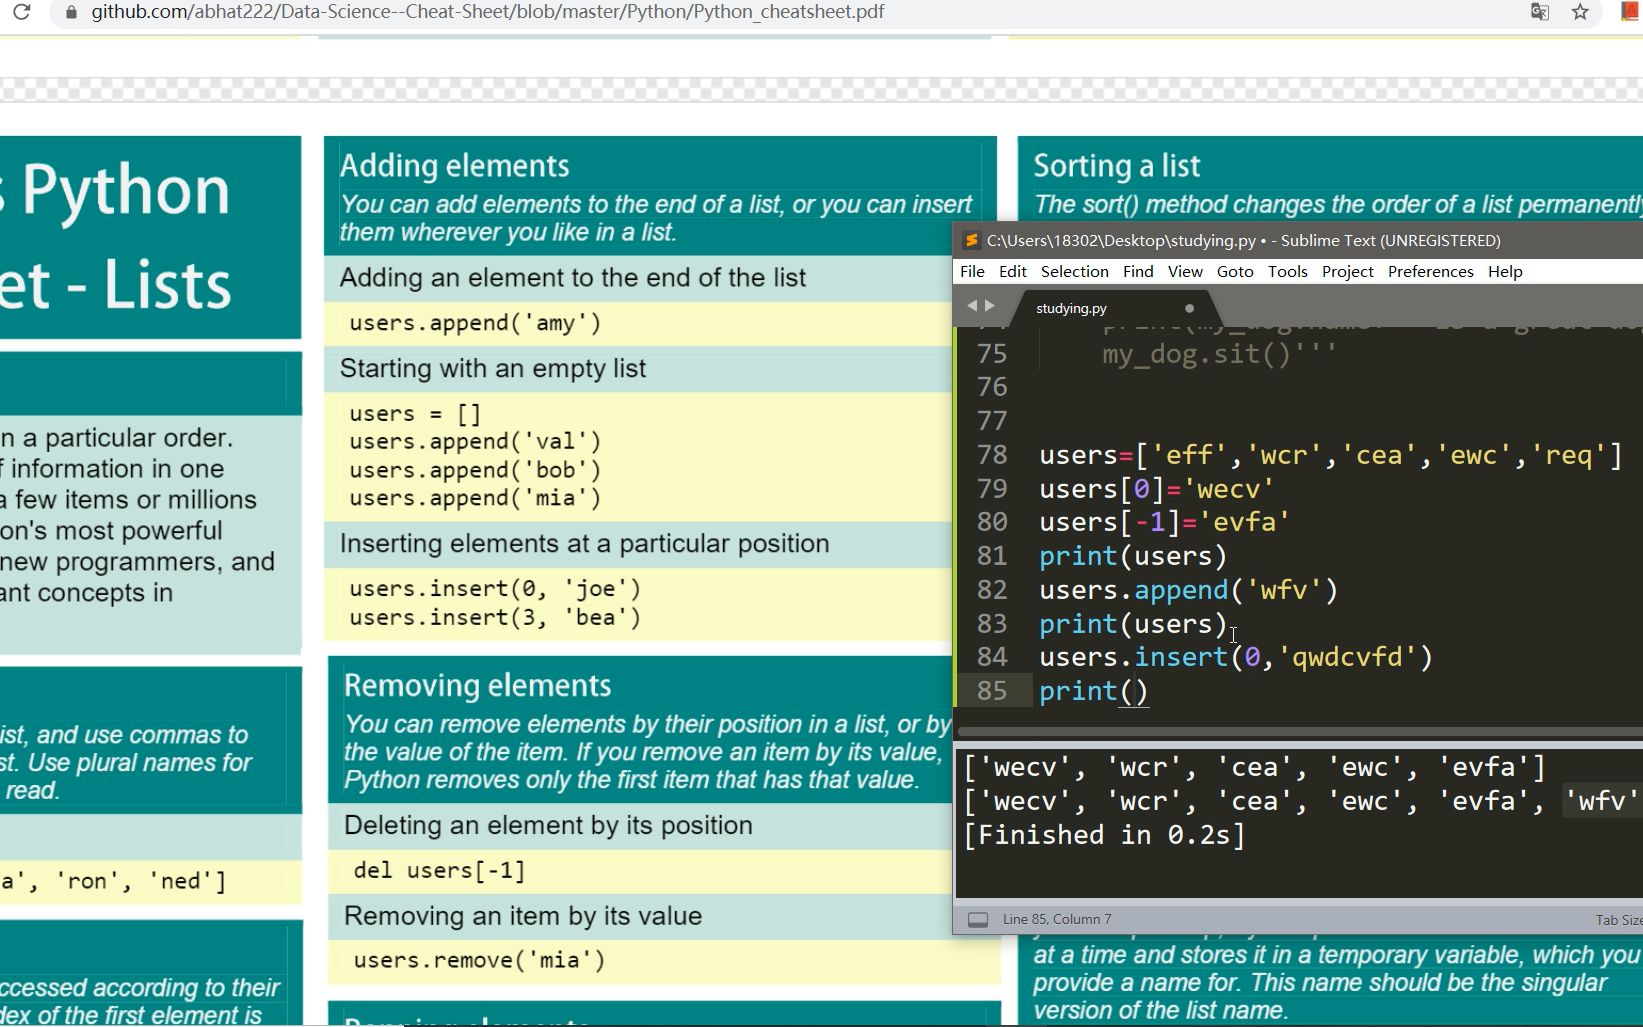 github.com/abhat222/Data-Science--Cheat-Sheet/blob/master/Python/Python_cheatsheet.pdf
Python
et - Lists
n a particular order.
f information in one
a few items or millions
on's most powerful
new programmers, and
ant concepts in
ist, and use commas to
st. Use plural names for
read.
a', 'ron', 'ned']
ccessed according to their
dex of the first element is
Adding elements
You can add elements to the end of a list, or you can insert
them wherever you like in a list.
Adding an element to the end of the list
users.append('amy')
Starting with an empty list
users = []
users.append('val')
users.append('bob')
users.append('mia')
Inserting elements at a particular position
users.insert(0, 'joe')
users.insert(3, 'bea')
Removing elements
You can remove elements by their position in a list, or by
the value of the item. If you remove an item by its value,
Python removes only the first item that has that value.
Deleting an element by its position
del users[-1]
Removing an item by its value
users.remove('mia')
Sorting a list
The sort() method changes the order of a list permanently
C:\Users\18302\Desktop\studying.py • - Sublime Text (UNREGISTERED)
File Edit Selection Find View Goto Tools Project Preferences Help
studying.py
75 my_dog.sit()'''
76
77
78 users=['eff','wcr','cea','ewc','req']
79 users[0]='wecv'
80 users[-1]='evfa'
81 print(users)
82 users.append('wfv')
83 print(users)
84 users.insert(0,'qwdcvfd')
85 print()
['wecv', 'wcr', 'cea', 'ewc', 'evfa']
['wecv', 'wcr', 'cea', 'ewc', 'evfa', 'wfv'
[Finished in 0.2s]
Line 85, Column 7
Tab Size
at a time and stores it in a temporary variable, which you
provide a name for. This name should be the singular
version of the list name.